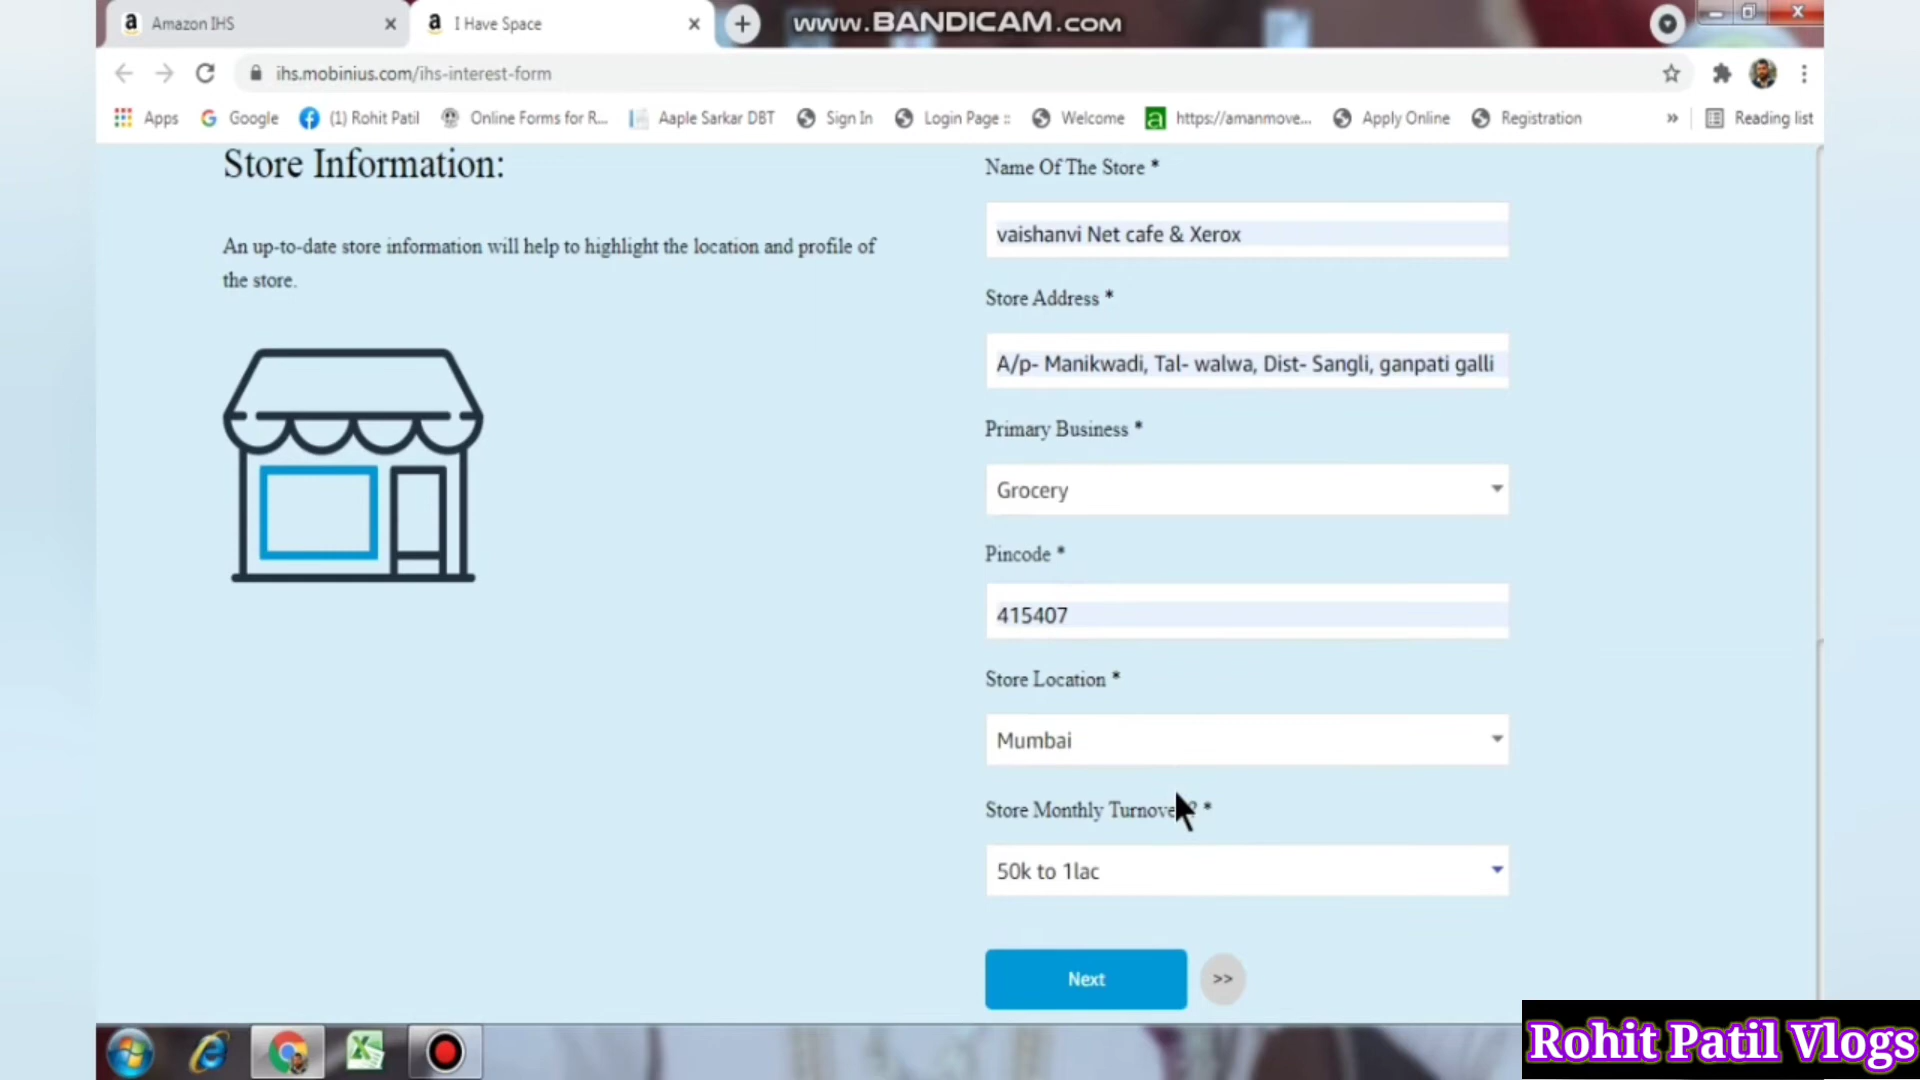 Amazon IHS
I Have Space
www.BANDICAM.com
ihs.mobinius.com/ihs-interest-form
Apps
Google
(1) Rohit Patil
Online Forms for R...
Aaple Sarkar DBT
Sign In
Login Page ::
Welcome
https://amanmove...
Apply Online
Registration
»
Reading list
Store Information:
An up-to-date store information will help to highlight the location and profile of
the store.
Name Of The Store *
vaishanvi Net cafe & Xerox
Store Address *
A/p- Manikwadi, Tal- walwa, Dist- Sangli, ganpati galli
Primary Business *
Grocery
Pincode *
415407
Store Location *
Mumbai
Store Monthly Turnover? *
50k to 1lac
Next
>>
Rohit Patil Vlogs